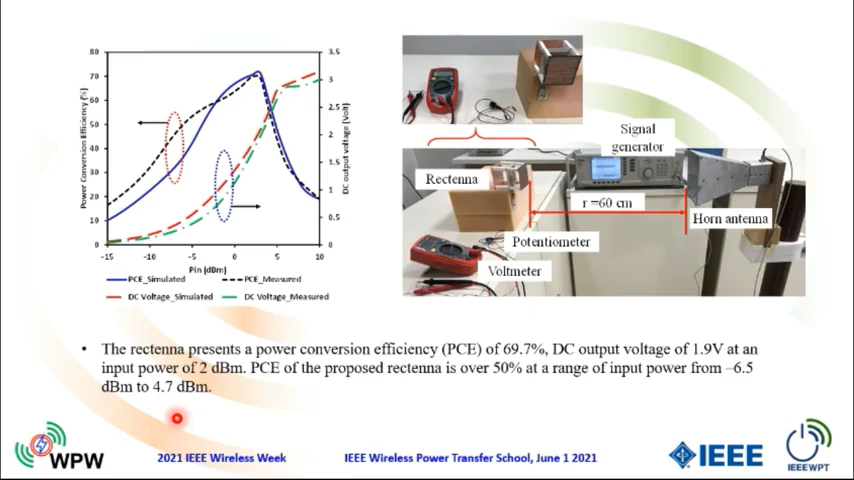 80
70
60
50
40
30
20
10
0
3.5
3
2.5
2
1.5
1
0.5
0
-15
-10
-5
0
5
10
Power Conversion Efficiency (%)
DC output voltage (Volt)
Pin (dBm)
PCE_Simulated
PCE_Measured
DC Voltage_Simulated
DC Voltage_Measured
Signal
generator
Rectenna
r =60 cm
Horn antenna
Potentiometer
Voltmeter
• The rectenna presents a power conversion efficiency (PCE) of 69.7%, DC output voltage of 1.9V at an
input power of 2 dBm. PCE of the proposed rectenna is over 50% at a range of input power from –6.5
dBm to 4.7 dBm.
WPW
2021 IEEE Wireless Week
IEEE Wireless Power Transfer School, June 1 2021
IEEE
IEEE WPT